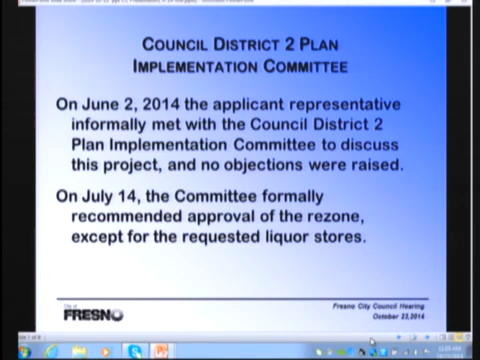 COUNCIL DISTRICT 2 PLAN
IMPLEMENTATION COMMITTEE
On June 2, 2014 the applicant representative
informally met with the Council District 2
Plan Implementation Committee to discuss
this project, and no objections were raised.
On July 14, the Committee formally
recommended approval of the rezone,
except for the requested liquor stores.
City of
FRESNO
Fresno City Council Hearing
October 23, 2014